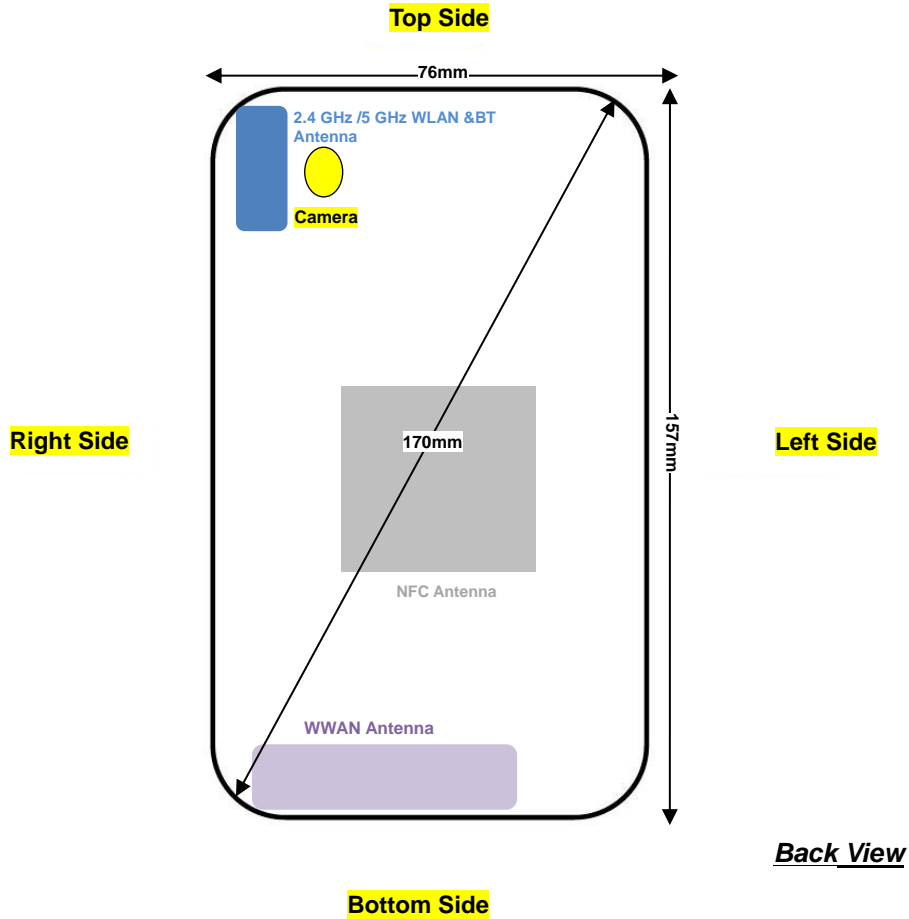 Top Side
76mm
2.4 GHz /5 GHz WLAN &BT
Antenna
Camera
170mm
157mm
Right Side
Left Side
NFC Antenna
WWAN Antenna
Back View
Bottom Side